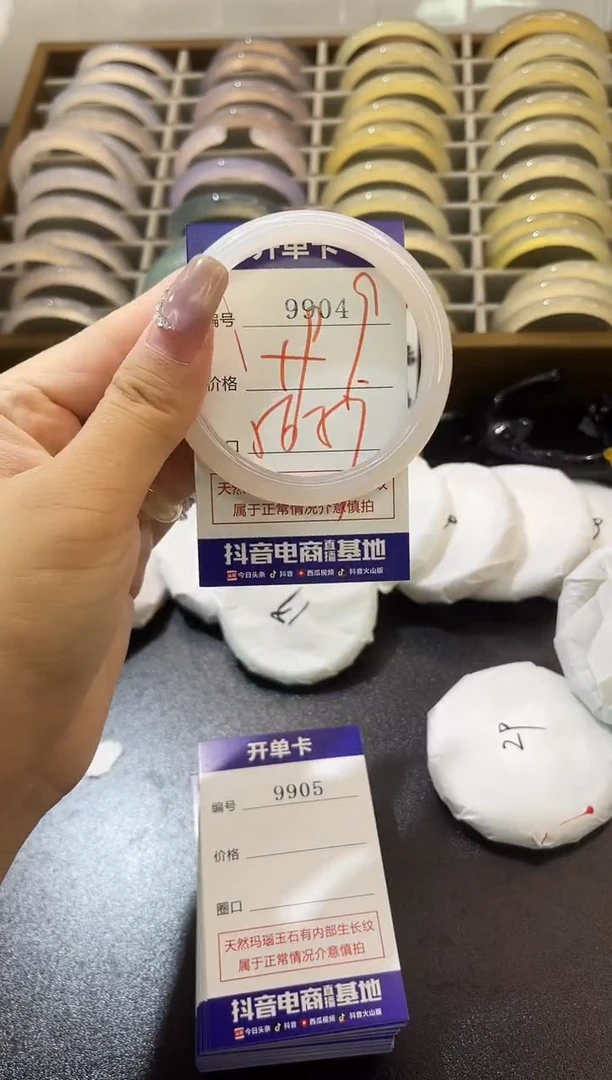 开单卡
编号 9904
价格
口
属于正常情况介意慎拍
抖音电商直播基地
今日头条 抖音 西瓜视频 抖音火山版
29
开单卡
编号 9905
价格
圈口
天然玛瑙玉石有内部生长纹
属于正常情况介意慎拍
抖音电商直播基地
今日头条 抖音 西瓜视频 抖音火山版